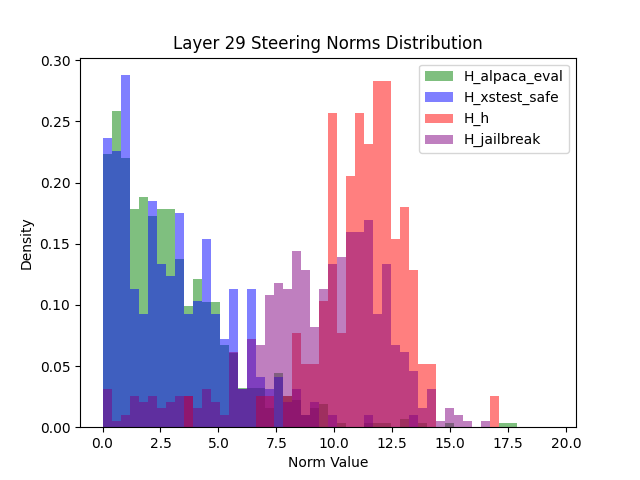 Layer 29 Steering Norms Distribution
0.30
0.25
0.20
0.15
0.10
0.05
0.00
Density
H_alpaca_eval
H_xstest_safe
H_h
H_jailbreak
0.0 2.5 5.0 7.5 10.0 12.5 15.0 17.5 20.0
Norm Value